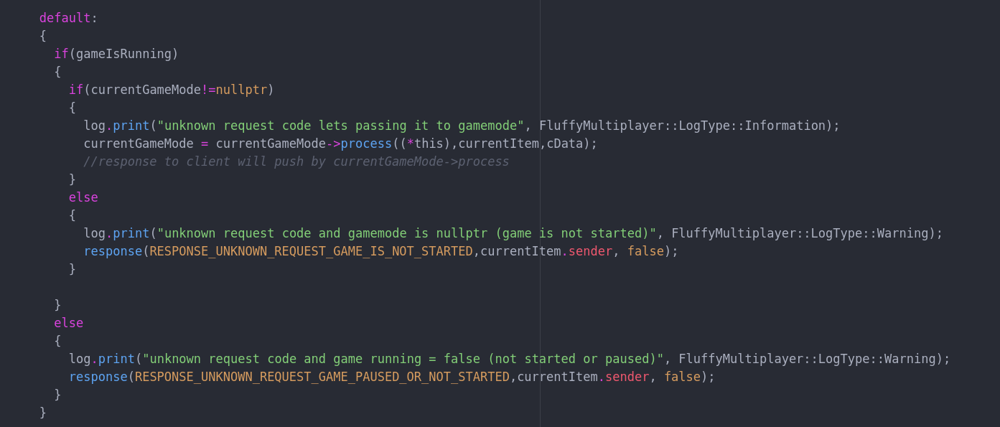 default:
{
  if(gameIsRunning)
  {
    if(currentGameMode!=nullptr)
    {
      log.print("unknown request code lets passing it to gamemode", FluffyMultiplayer::LogType::Information);
      currentGameMode = currentGameMode->process((*this),currentItem,cData);
      //response to client will push by currentGameMode->process
    }
    else
    {
      log.print("unknown request code and gamemode is nullptr (game is not started)", FluffyMultiplayer::LogType::Warning);
      response(RESPONSE_UNKNOWN_REQUEST_GAME_IS_NOT_STARTED,currentItem.sender, false);
    }

  }
  else
  {
    log.print("unknown request code and game running = false (not started or paused)", FluffyMultiplayer::LogType::Warning);
    response(RESPONSE_UNKNOWN_REQUEST_GAME_PAUSED_OR_NOT_STARTED,currentItem.sender, false);
  }
}